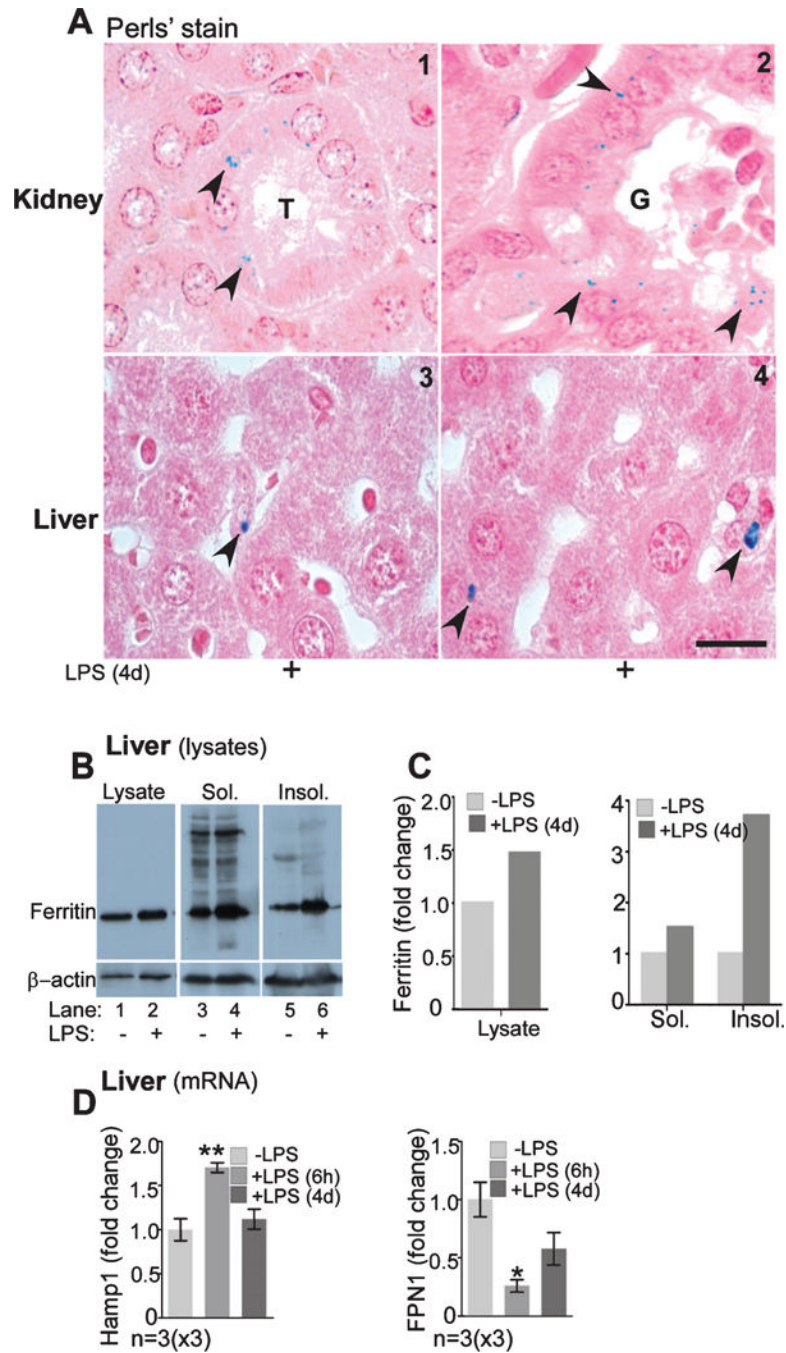 A Perls' stain
1
2
Kidney
T
G
3
4
Liver
LPS (4d) + +
B Liver (lysates)
Lysate Sol. Insol.
Ferritin
β–actin
Lane: 1 2 3 4 5 6
LPS: - + - + - +
C
Ferritin (fold change)
2.0
1.5
1.0
0.5
0
-LPS
+LPS (4d)
Lysate
4
3
2
1
0
-LPS
+LPS (4d)
Sol. Insol.
Liver (mRNA)
D
Hamp1 (fold change)
2.0
1.5
1.0
0.5
0
**
-LPS
+LPS (6h)
+LPS (4d)
n=3(x3)
FPN1 (fold change)
1.5
1.0
0.5
0
*
-LPS
+LPS (6h)
+LPS (4d)
n=3(x3)